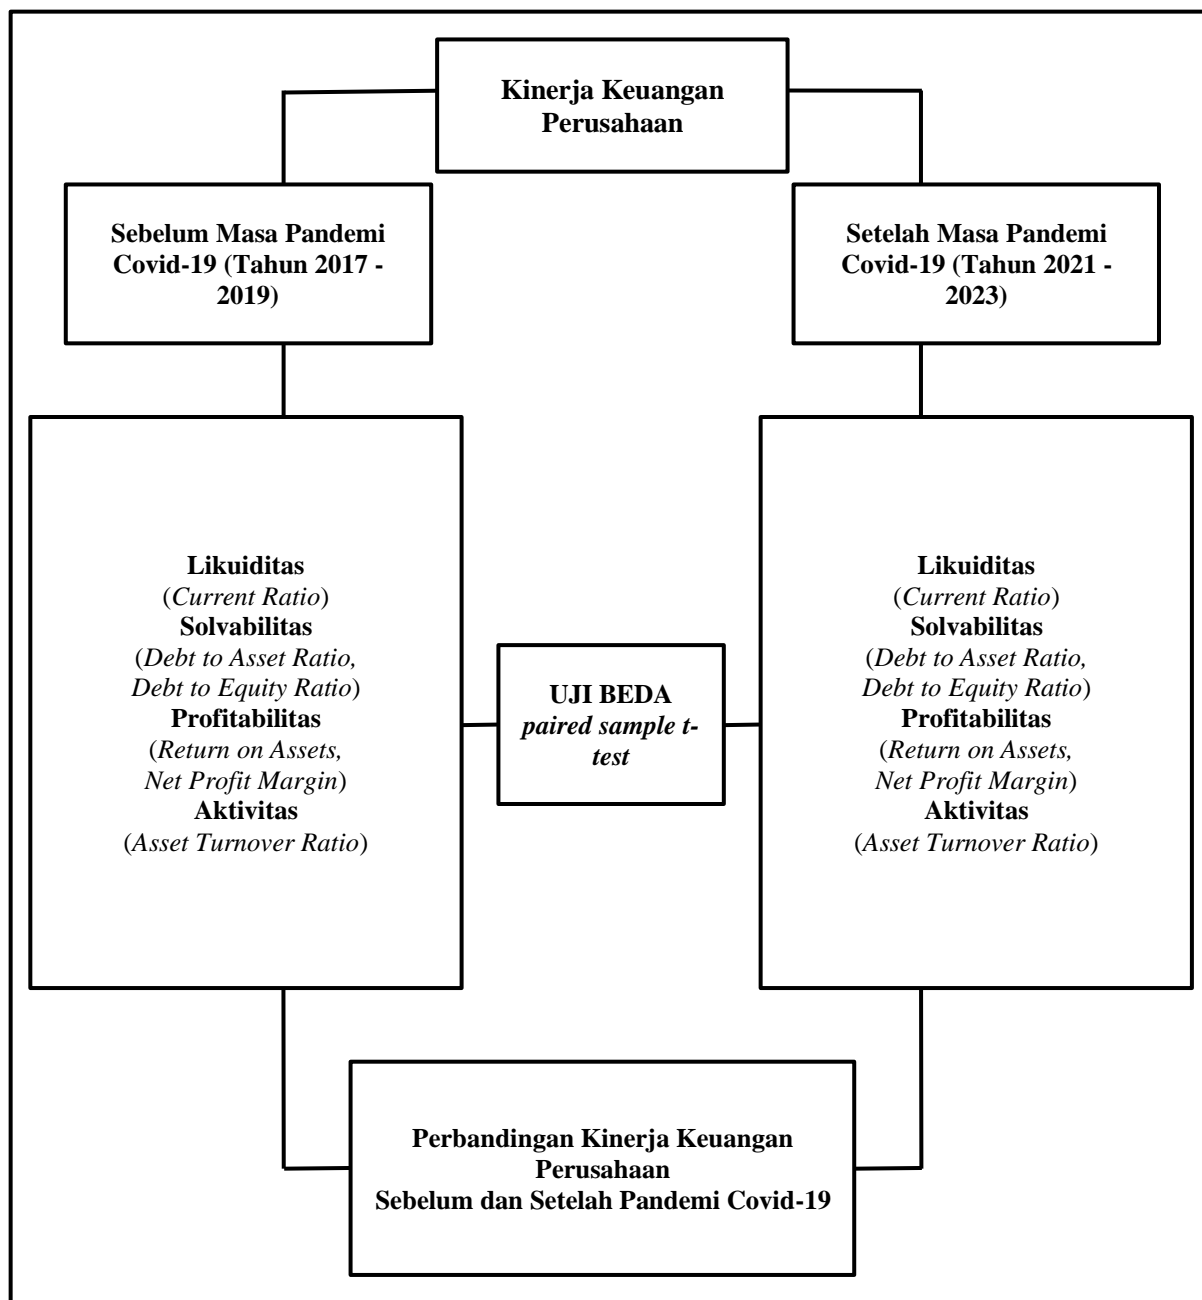 Kinerja Keuangan
Perusahaan
Sebelum Masa Pandemi
Covid-19 (Tahun 2017 -
2019)
Setelah Masa Pandemi
Covid-19 (Tahun 2021 -
2023)
Likuiditas
(Current Ratio)
Solvabilitas
(Debt to Asset Ratio,
Debt to Equity Ratio)
Profitabilitas
(Return on Assets,
Net Profit Margin)
Aktivitas
(Asset Turnover Ratio)
UJI BEDA
paired sample t-
test
Likuiditas
(Current Ratio)
Solvabilitas
(Debt to Asset Ratio,
Debt to Equity Ratio)
Profitabilitas
(Return on Assets,
Net Profit Margin)
Aktivitas
(Asset Turnover Ratio)
Perbandingan Kinerja Keuangan
Perusahaan
Sebelum dan Setelah Pandemi Covid-19